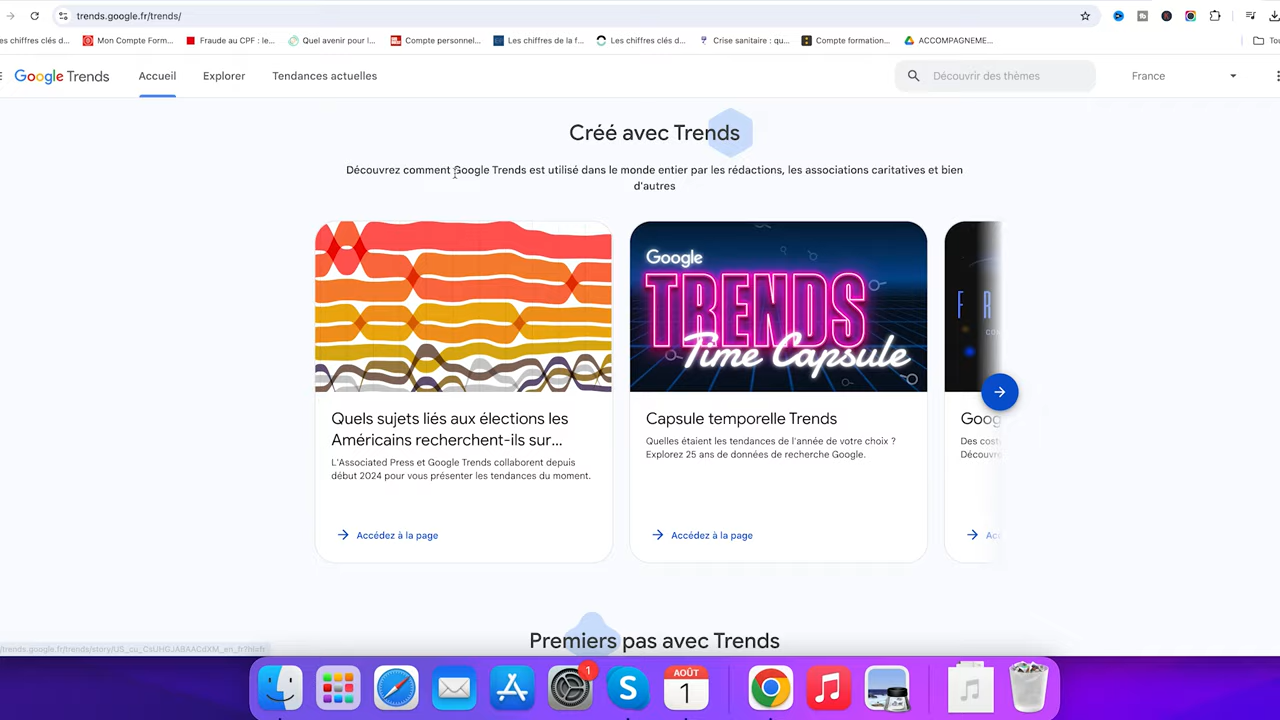 trends.google.fr/trends/
es chiffres clés d...
Mon Compte Form...
Fraude au CPF : le...
Quel avenir pour l...
Compte personnel...
Les chiffres de la f...
Les chiffres clés d...
Crise sanitaire : qu...
Compte formation...
ACCOMPAGNEME...
Tou
Google Trends
Accueil
Explorer
Tendances actuelles
Découvrir des thèmes
France
Créé avec Trends
Découvrez comment Google Trends est utilisé dans le monde entier par les rédactions, les associations caritatives et bien
d'autres
Google
TRENDS
Time Capsule
F R
Quels sujets liés aux élections les
Américains recherchent-ils sur...
L'Associated Press et Google Trends collaborent depuis
début 2024 pour vous présenter les tendances du moment.
Accédez à la page
Capsule temporelle Trends
Quelles étaient les tendances de l'année de votre choix ?
Explorez 25 ans de données de recherche Google.
Accédez à la page
Goog
Des cost
Découvre
Acc
Premiers pas avec Trends
1
AOÛT
1